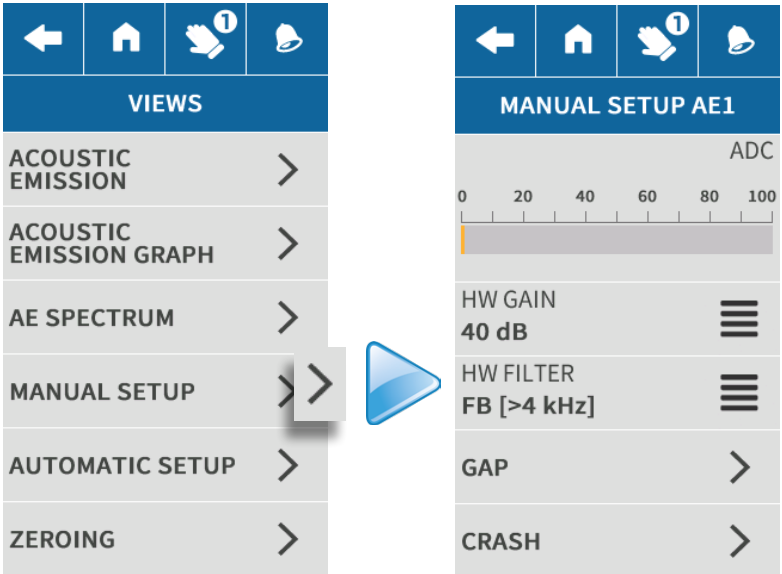 1
VIEWS
ACOUSTIC
EMISSION
ACOUSTIC
EMISSION GRAPH
AE SPECTRUM
MANUAL SETUP
AUTOMATIC SETUP
ZEROING
1
MANUAL SETUP AE1
ADC
0 20 40 60 80 100
HW GAIN
40 dB
HW FILTER
FB [>4 kHz]
GAP
CRASH